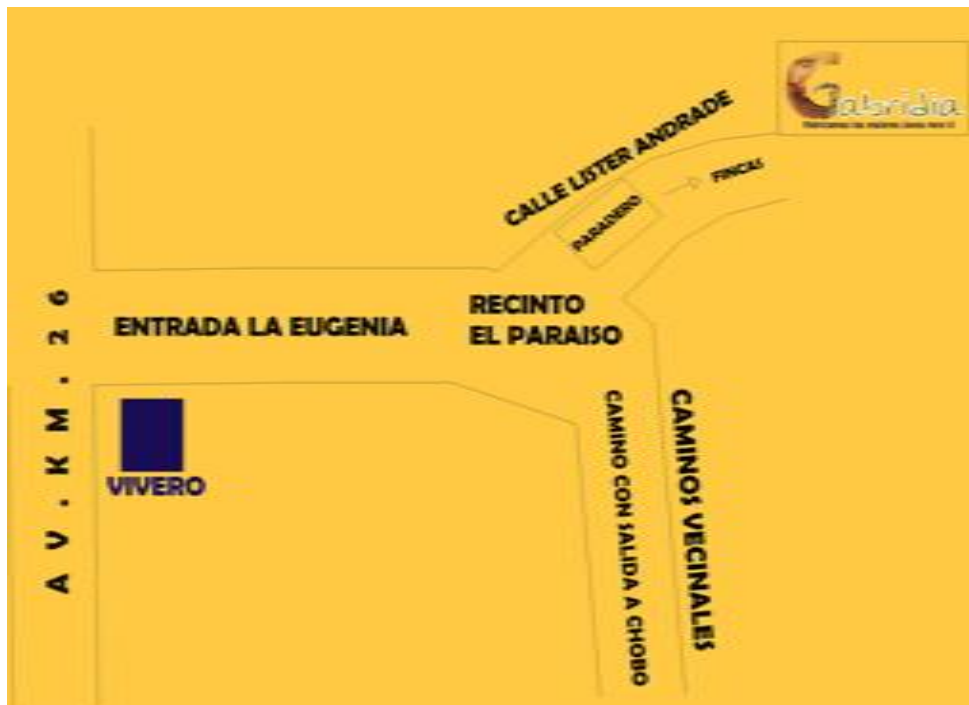 Gabridia
CALLE LISTER ANDRADE
FINCAS
PARADERO
AV. KM. 26
ENTRADA LA EUGENIA
RECINTO
EL PARAISO
VIVERO
CAMINO CON SALIDA A CHOBO
CAMINOS VECINALES